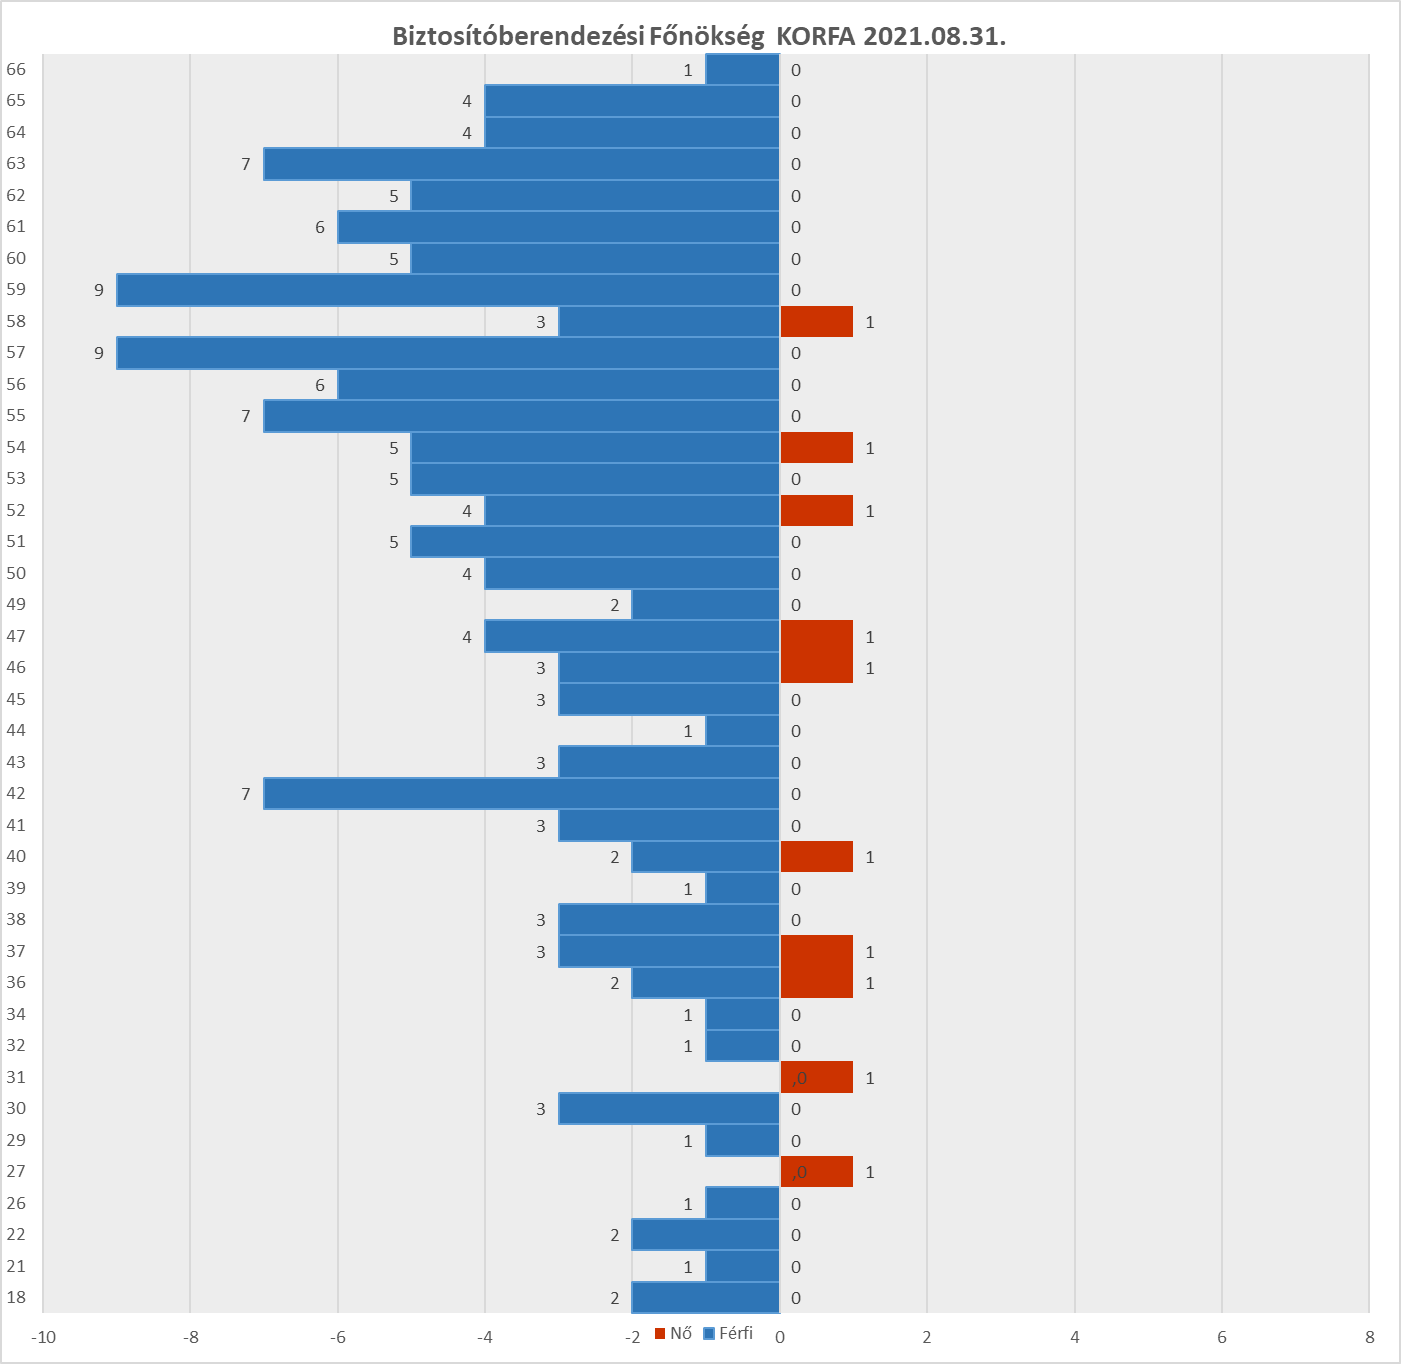 Biztosítóberendezési Főnökség KORFA 2021.08.31.
66 1 0
65 4 0
64 4 0
63 7 0
62 5 0
61 6 0
60 5 0
59 9 0
58 3 1
57 9 0
56 6 0
55 7 0
54 5 1
53 5 0
52 4 1
51 5 0
50 4 0
49 2 0
47 4 1
46 3 1
45 3 0
44 1 0
43 3 0
42 7 0
41 3 0
40 2 1
39 1 0
38 3 0
37 3 1
36 2 1
34 1 0
32 1 0
31 ,0 1
30 3 0
29 1 0
27 ,0 1
26 1 0
22 2 0
21 1 0
18 2 0
-10 -8 -6 -4 -2 0 2 4 6 8
Nő Férfi